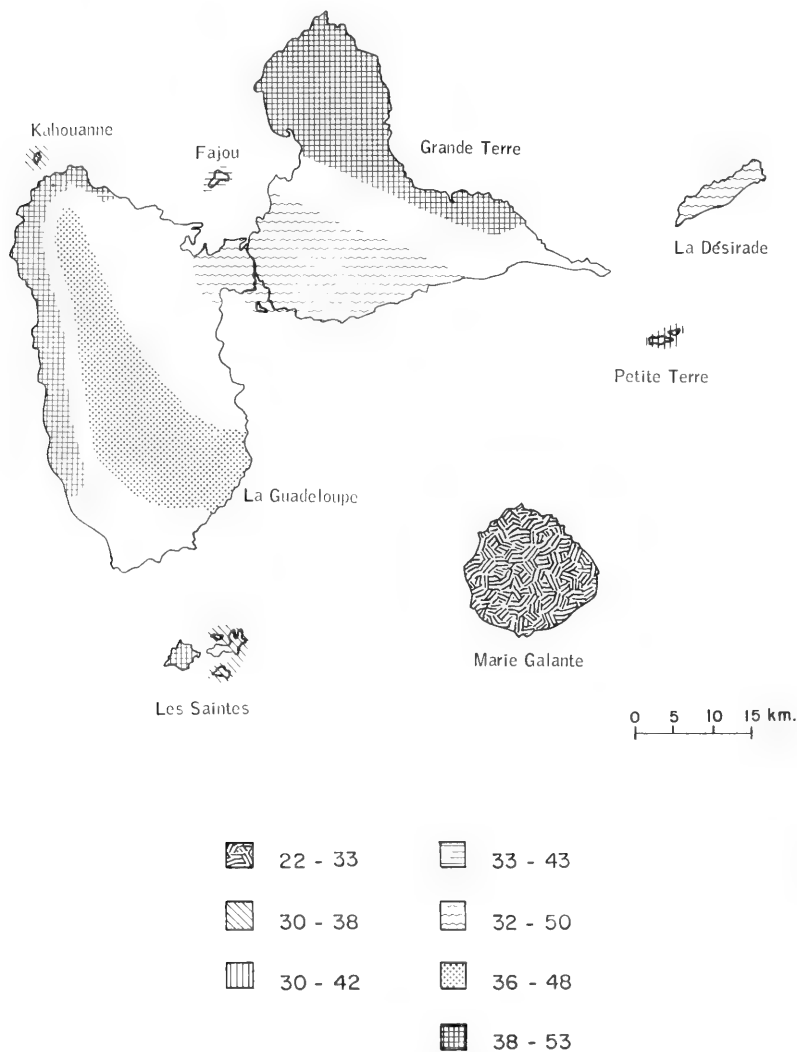 Kahouanne
Fajou
Grande Terre
La Désirade
Petite Terre
La Guadeloupe
Marie Galante
Les Saintes
0 5 10 15 km.
22 - 33
33 - 43
30 - 38
32 - 50
30 - 42
36 - 48
38 - 53